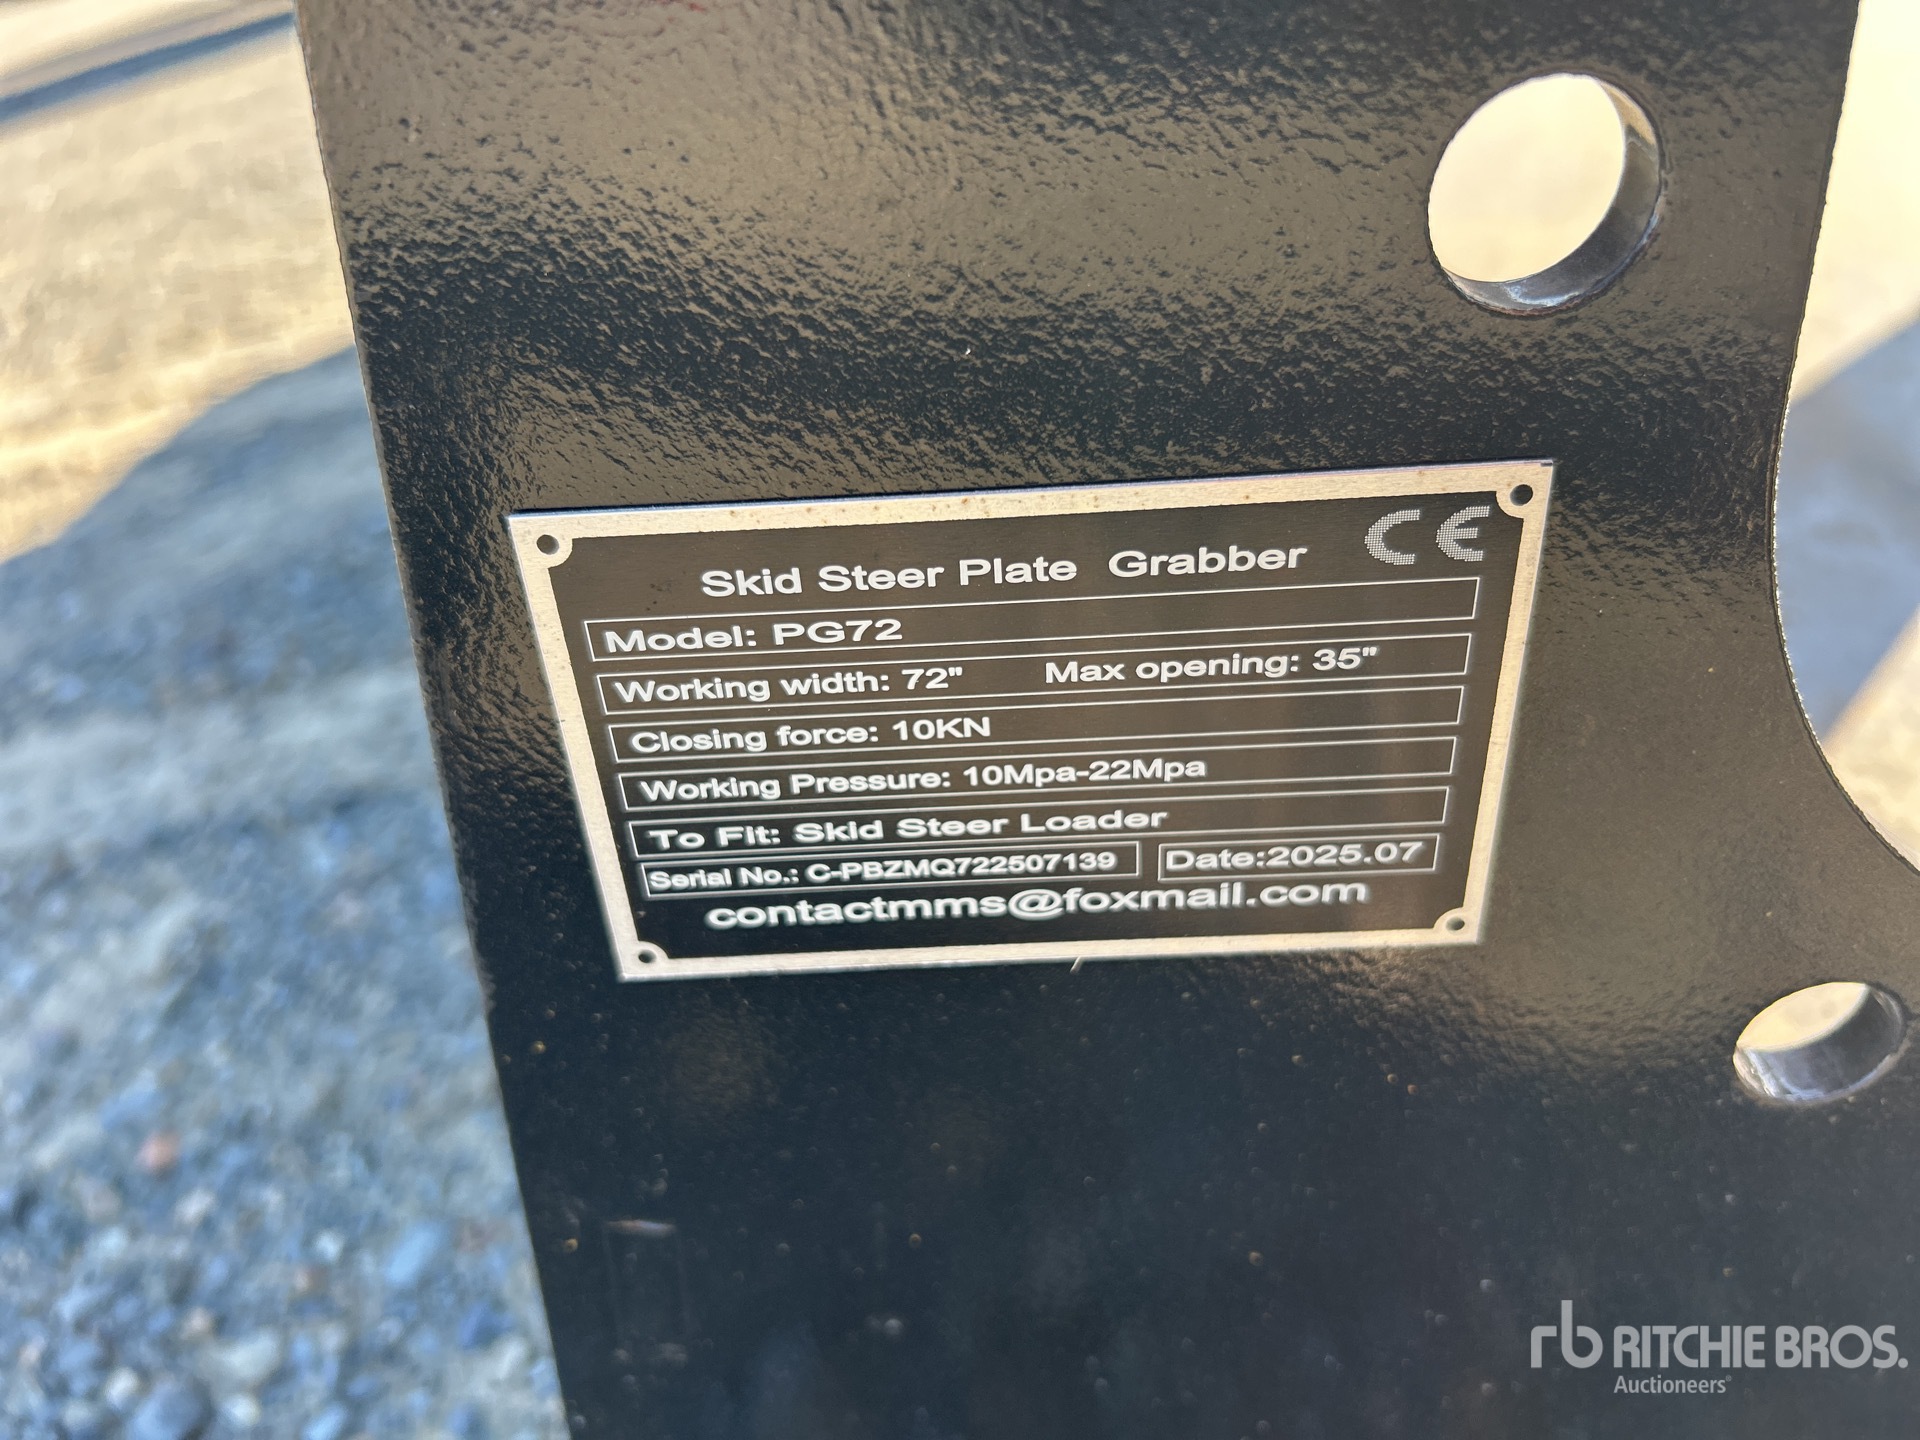 CE
Skid Steer Plate Grabber
Model: PG72
Working width: 72" Max opening: 35"
Closing force: 10KN
Working Pressure: 10Mpa-22Mpa
To Fit: Skid Steer Loader
Serial No.: C-PBZMQ722507139 Date:2025.07
contactmms@foxmail.com
rb RITCHIE BROS.
Auctioneers